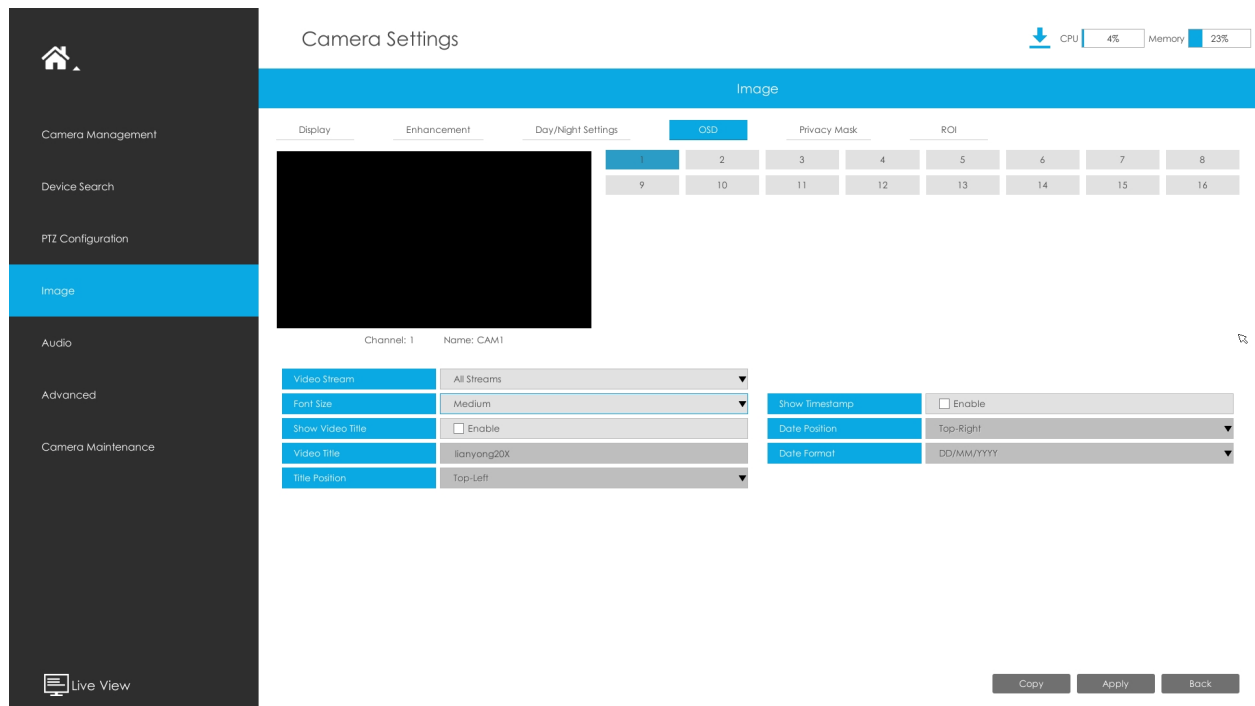 Camera Settings
CPU 4% Memory 23%
Image
Camera Management
Device Search
PTZ Configuration
Image
Audio
Advanced
Camera Maintenance
Live View
Display Enhancement Day/Night Settings OSD Privacy Mask ROI
1 2 3 4 5 6 7 8
9 10 11 12 13 14 15 16
Channel: 1 Name: CAM1
Video Stream All Streams
Font Size Medium Show Timestamp Enable
Show Video Title Enable Date Position Top-Right
Video Title lianyong20X Date Format DD/MM/YYYY
Title Position Top-Left
Copy Apply Back